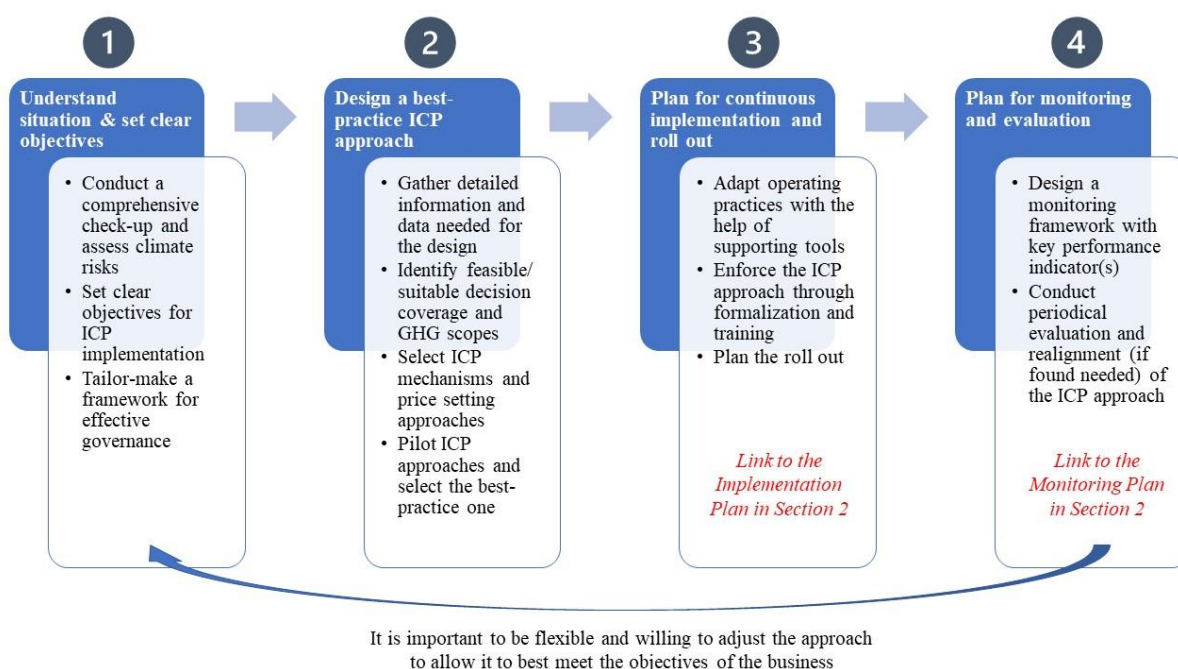 1
Understand
situation & set clear
objectives
• Conduct a
comprehensive
check-up and
assess climate
risks
• Set clear
objectives for
ICP
implementation
• Tailor-make a
framework for
effective
governance
2
Design a best-
practice ICP
approach
• Gather detailed
information and
data needed for
the design
• Identify feasible/
suitable decision
coverage and
GHG scopes
• Select ICP
mechanisms and
price setting
approaches
• Pilot ICP
approaches and
select the best-
practice one
3
Plan for continuous
implementation and
roll out
• Adapt operating
practices with the
help of
supporting tools
• Enforce the ICP
approach through
formalization and
training
• Plan the roll out
Link to the
Implementation
Plan in Section 2
4
Plan for monitoring
and evaluation
• Design a
monitoring
framework with
key performance
indicator(s)
• Conduct
periodical
evaluation and
realignment (if
found needed) of
the ICP approach
Link to the
Monitoring Plan
in Section 2
It is important to be flexible and willing to adjust the approach
to allow it to best meet the objectives of the business